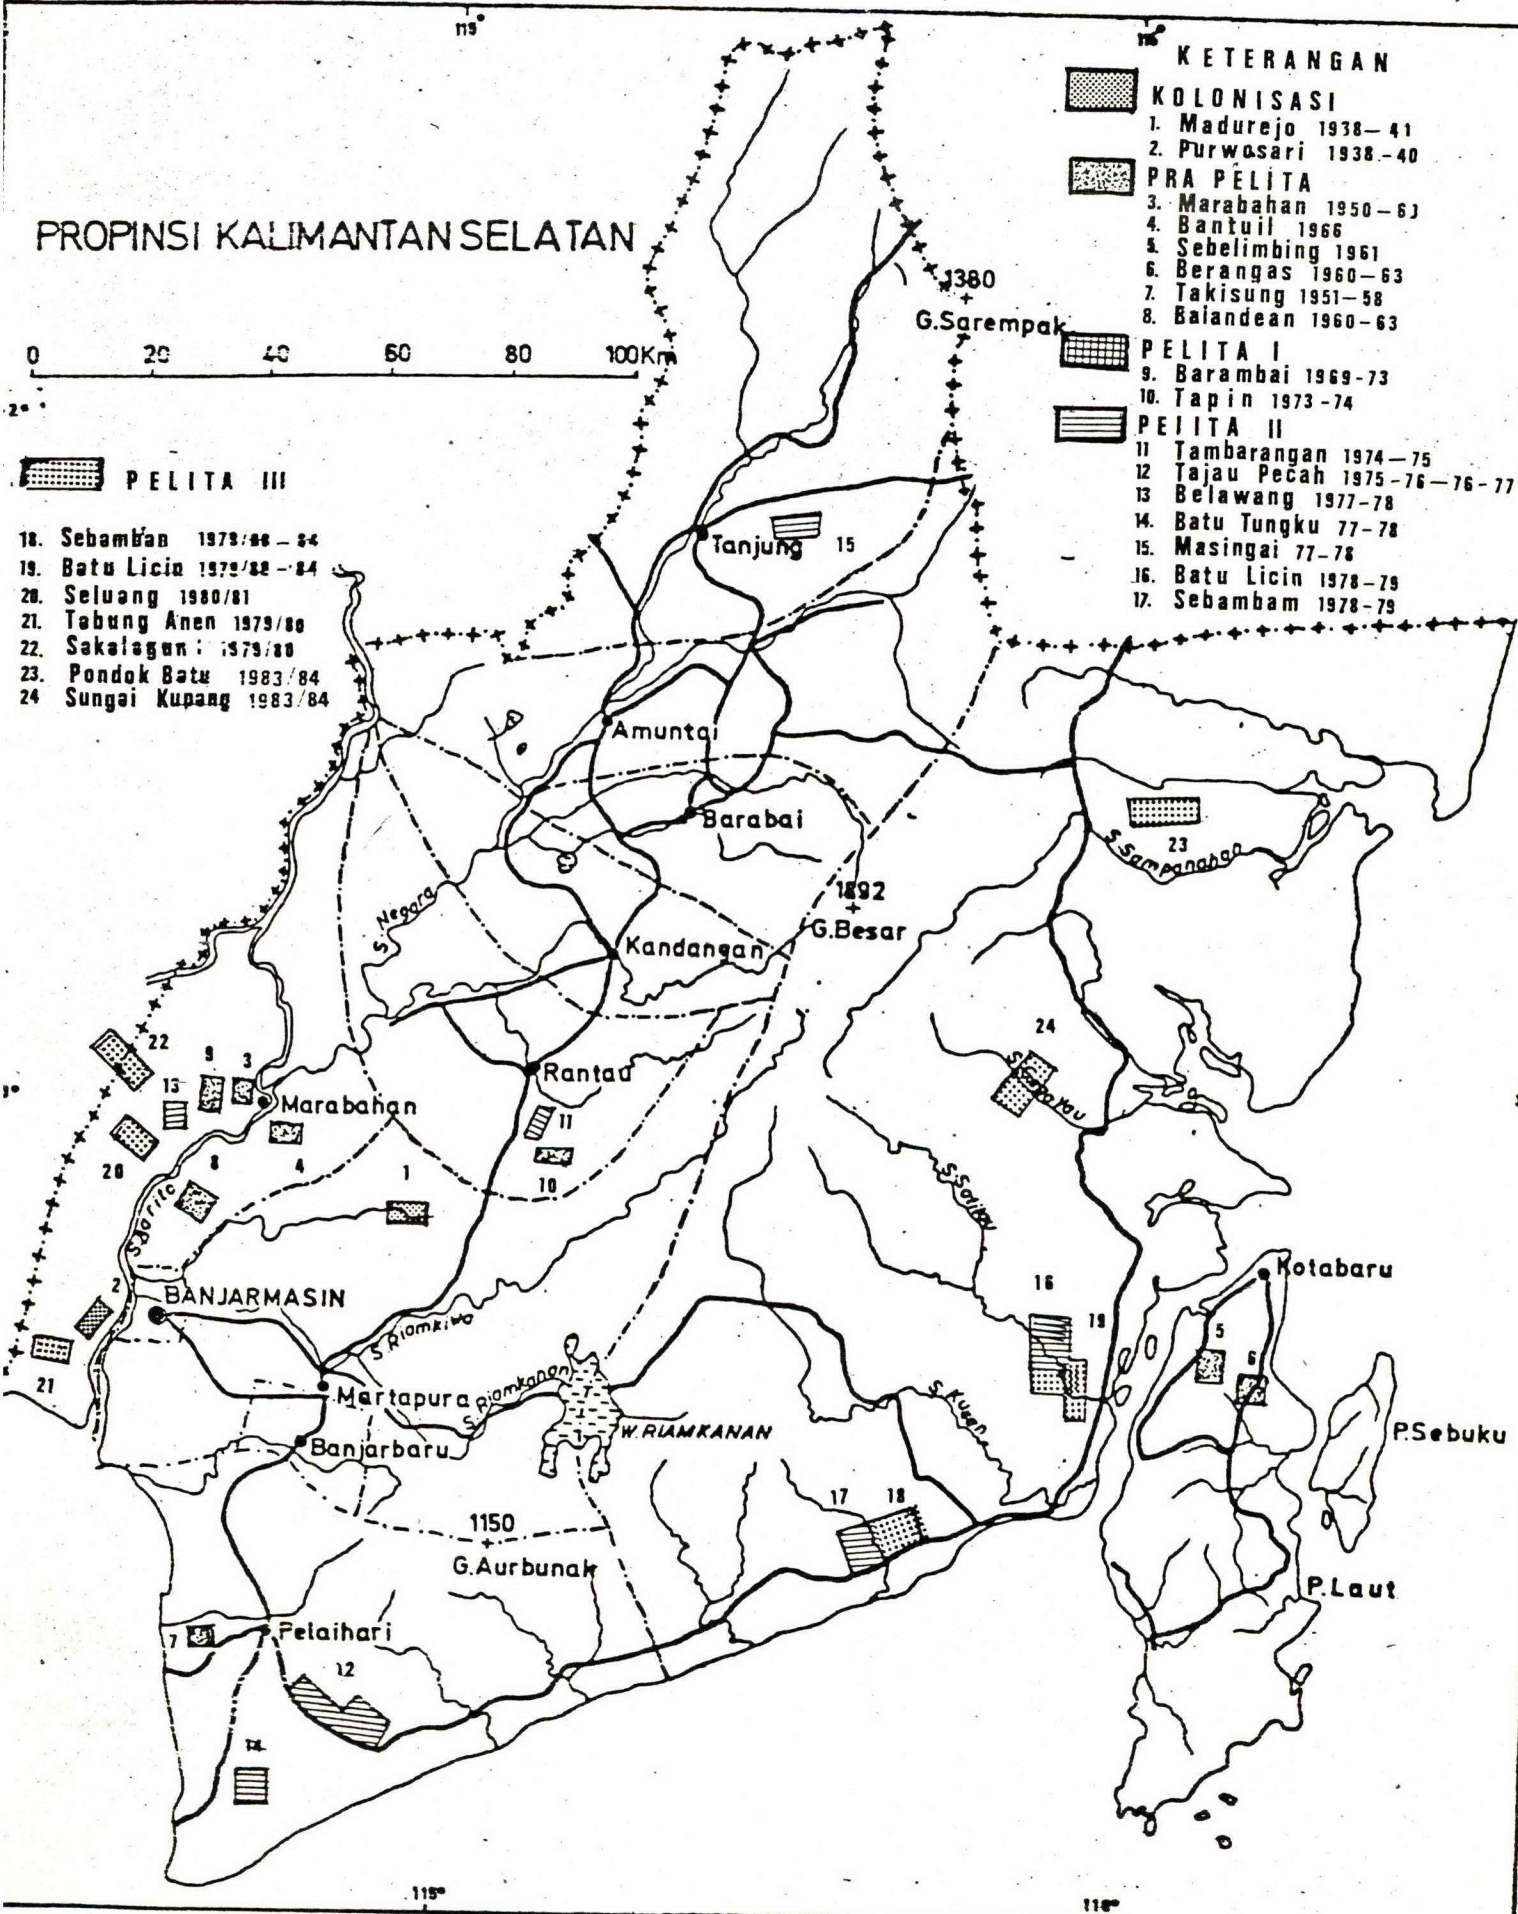 115°
116°
KETERANGAN
KOLONISASI
1. Madurejo 1938-41
2. Purwosari 1938-40
PRA PELITA
3. Marabahan 1950-63
4. Bantuil 1966
5. Sebelimbing 1961
6. Berangas 1960-63
7. Takisung 1951-58
8. Balandean 1960-63
PELITA I
9. Barambai 1969-73
10. Tapin 1973-74
PELITA II
11 Tambarangan 1974-75
12 Tajau Pecah 1975-76-76-77
13 Belawang 1977-78
14. Batu Tungku 77-78
15. Masingai 77-78
16. Batu Licin 1978-79
17. Sebambam 1978-79
PROPINSI KALIMANTAN SELATAN
0 20 40 60 80 100Km
2°
PELITA III
18. Sebamban
19. Batu Licin
20. Seluang 1980/81
21. Tabung Anen 1979/80
22. 1979/80
23. Pondok Batu 1983/84
24 Sungai Kupang 1983/84
1380
G.Sarempak
Tanjung
15
Amuntai
Barabai
23
S.Sampanahan
1892
G.Besar
S. Negara
Kandangan
24
22
9
3
13
Rantau
Marabahan
11
20
8
4
1
10
S.Barito
S.Satibu
2
BANJARMASIN
16
19
Kotabaru
5
6
S.Riamkiwa
21
Martapura
S.Riamkanan
W.RIAMKANAN
P.Sebuku
Banjarbaru
17
18
1150
G.Aurbunak
P.Laut
7
Pelaihari
12
14
115°
116°